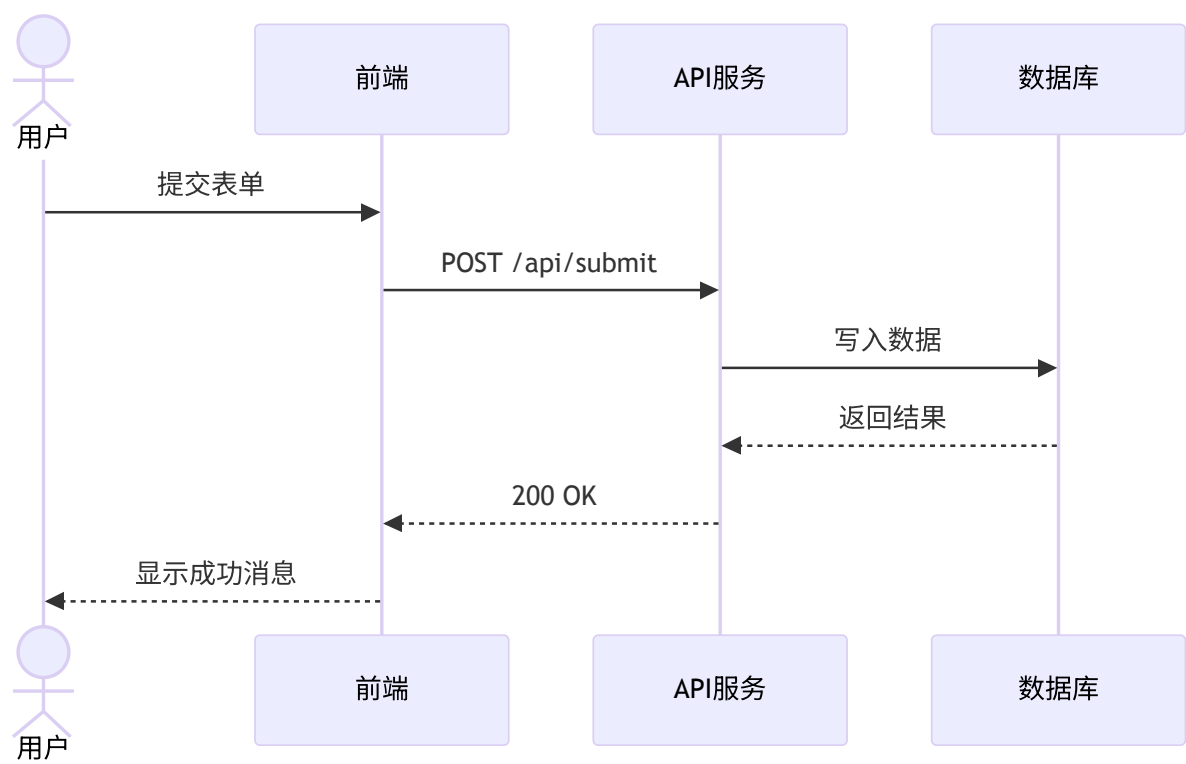 用户
前端
API服务
数据库
提交表单
POST /api/submit
写入数据
返回结果
200 OK
显示成功消息
用户
前端
API服务
数据库